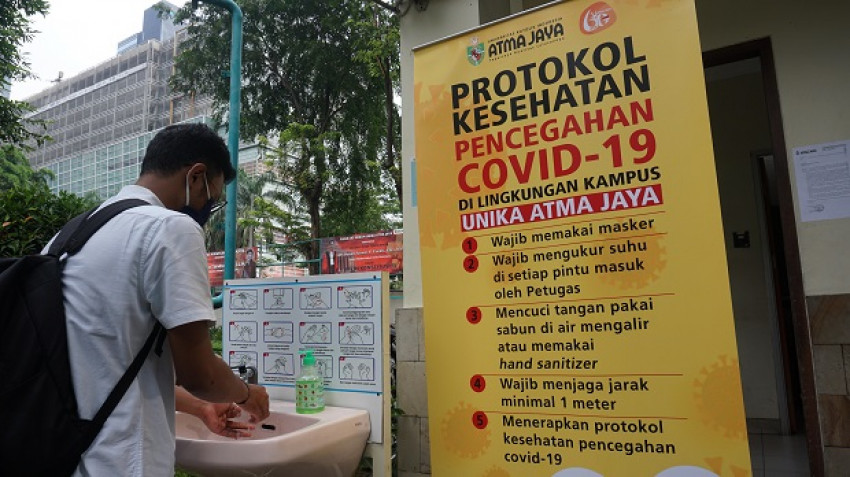 ATMA JAYA
PROTOKOL
KESEHATAN
PENCEGAHAN
COVID-19
DI LINGKUNGAN KAMPUS
UNIKA ATMA JAYA
1 Wajib memakai masker
2 Wajib mengukur suhu
di setiap pintu masuk
oleh Petugas
3 Mencuci tangan pakai
sabun di air mengalir
atau memakai
hand sanitizer
4 Wajib menjaga jarak
minimal 1 meter
5 Menerapkan protokol
kesehatan pencegahan
covid-19